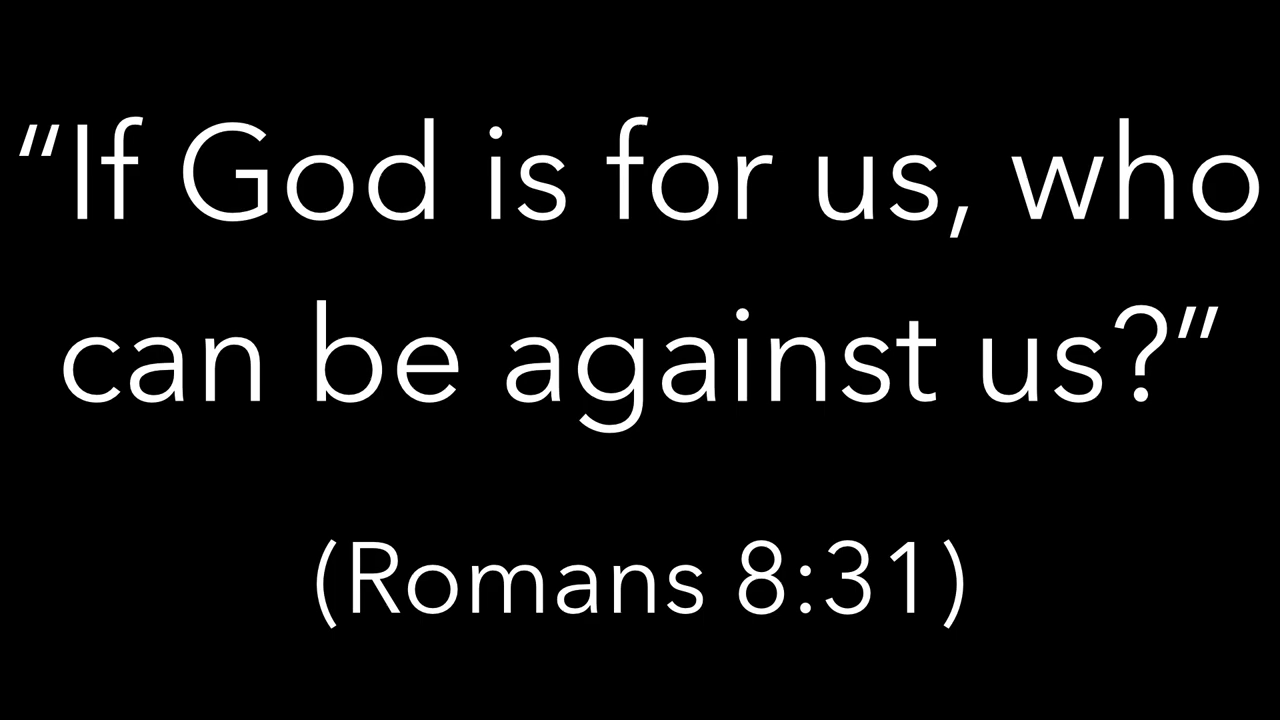 “If God is for us, who
can be against us?”
(Romans 8:31)